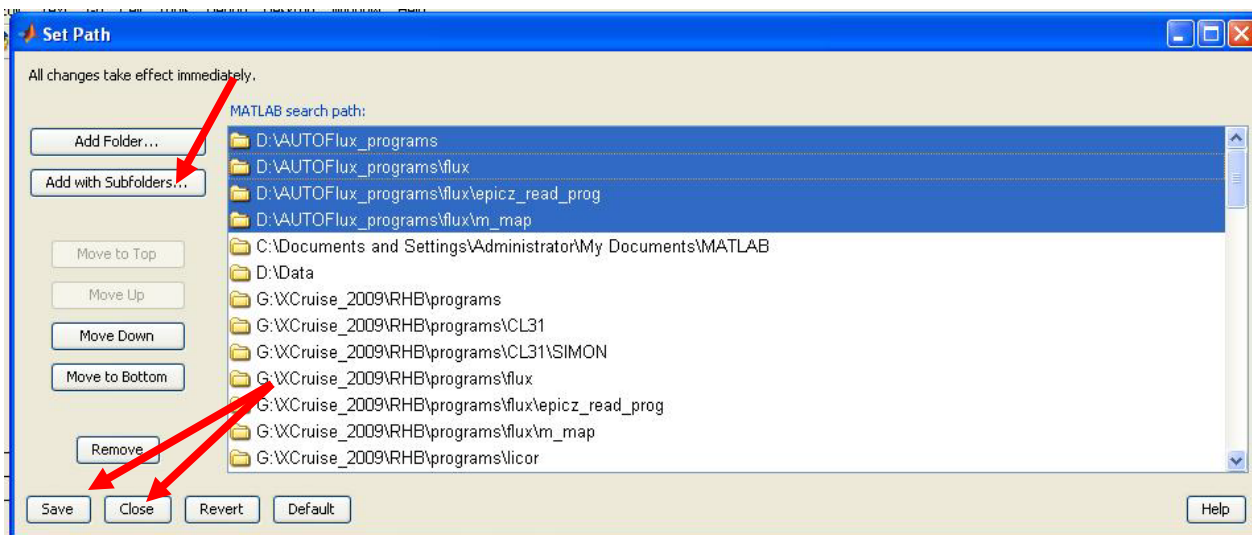 Set Path
All changes take effect immediately.
MATLAB search path:
Add Folder...
Add with Subfolders...
Move to Top
Move Up
Move Down
Move to Bottom
Remove
D:\AUTOFlux_programs
D:\AUTOFlux_programs\flux
D:\AUTOFlux_programs\flux\epicz_read_prog
D:\AUTOFlux_programs\flux\m_map
C:\Documents and Settings\Administrator\My Documents\MATLAB
D:\Data
G:\XCruise_2009\RHB\programs
G:\XCruise_2009\RHB\programs\CL31
G:\XCruise_2009\RHB\programs\CL31\SIMON
G:\XCruise_2009\RHB\programs\flux
G:\XCruise_2009\RHB\programs\flux\epicz_read_prog
G:\XCruise_2009\RHB\programs\flux\m_map
G:\XCruise_2009\RHB\programs\licor
Save Close Revert Default Help